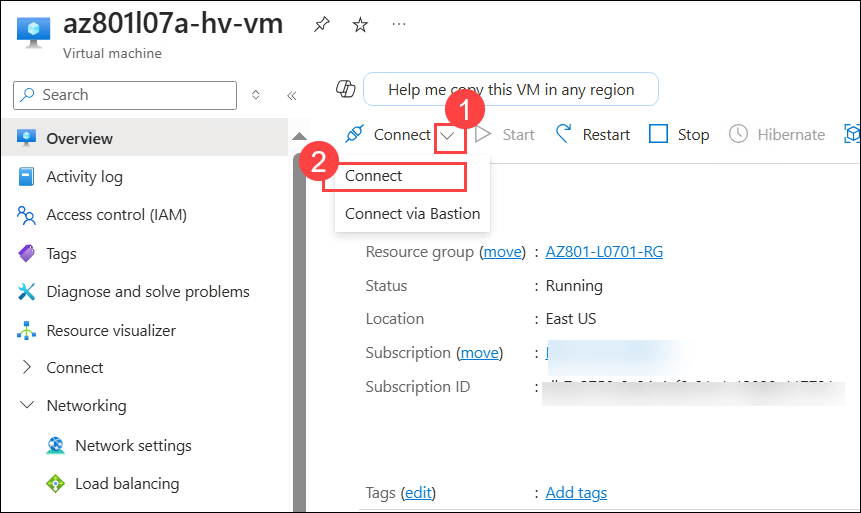 az801l07a-hv-vm
Virtual machine
Search
Help me copy this VM in any region
1
Connect
Start
Restart
Stop
Hibernate
2
Connect
Connect via Bastion
Overview
Activity log
Access control (IAM)
Tags
Diagnose and solve problems
Resource visualizer
Connect
Networking
Network settings
Load balancing
Resource group (move) : AZ801-L0701-RG
Status : Running
Location : East US
Subscription (move) :
Subscription ID :
Tags (edit) : Add tags